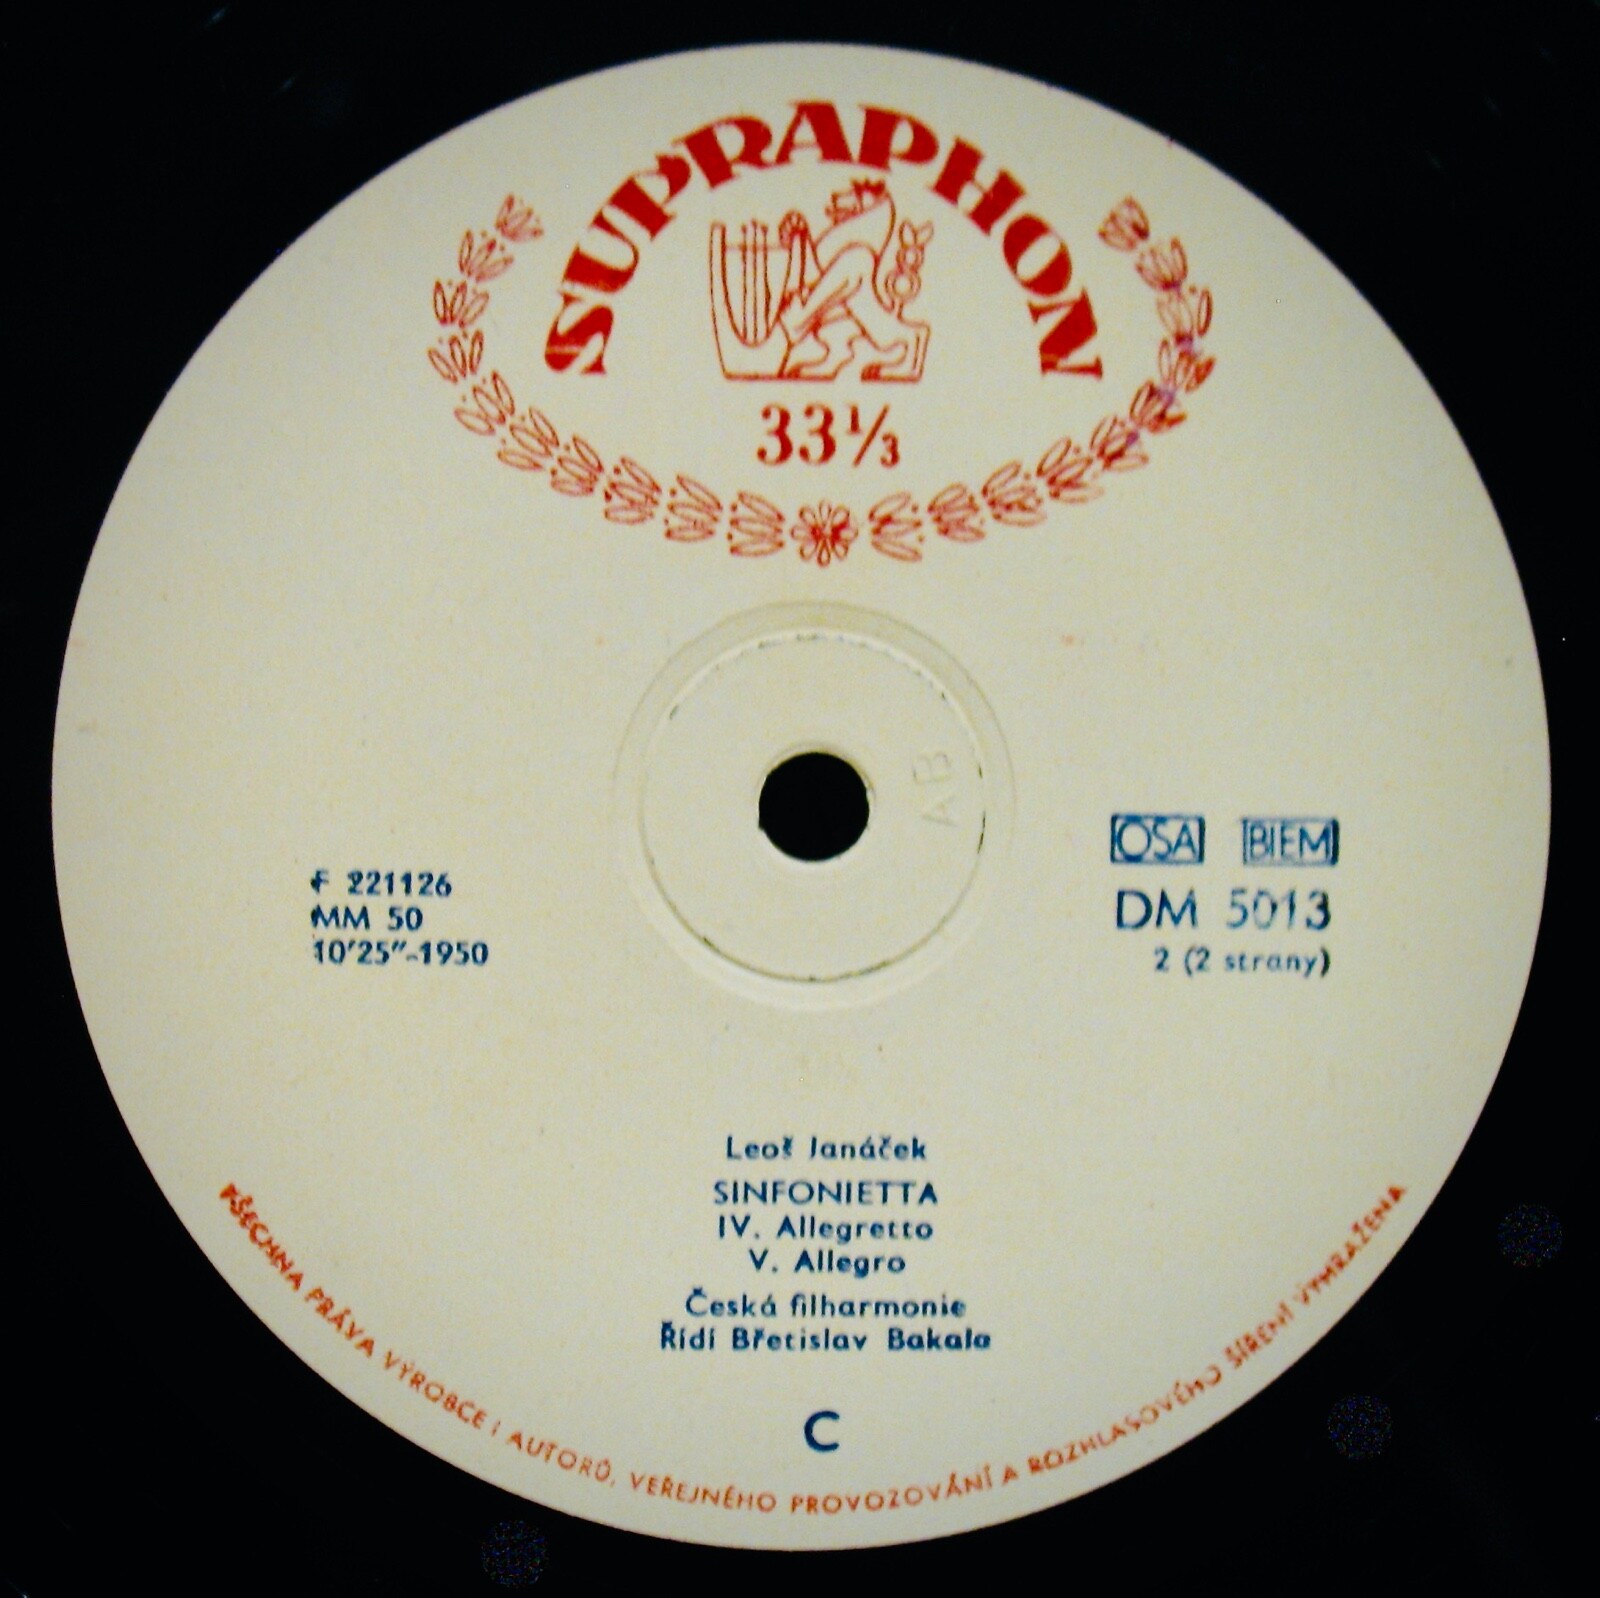 SUPRAPHON
33⅓
AB
OSA BIEM
F 221126
MM 50
10'25"-1950
DM 5013
2 (2 strany)
Leoš Janáček
SINFONIETTA
IV. Allegretto
V. Allegro
Česká filharmonie
Řídí Břetislav Bakala
C
VŠECHNA PRÁVA VÝROBCE I AUTORŮ, VEŘEJNÉHO PROVOZOVÁNÍ A ROZHLASOVÉHO ŠÍŘENÍ VYHRAŽENA